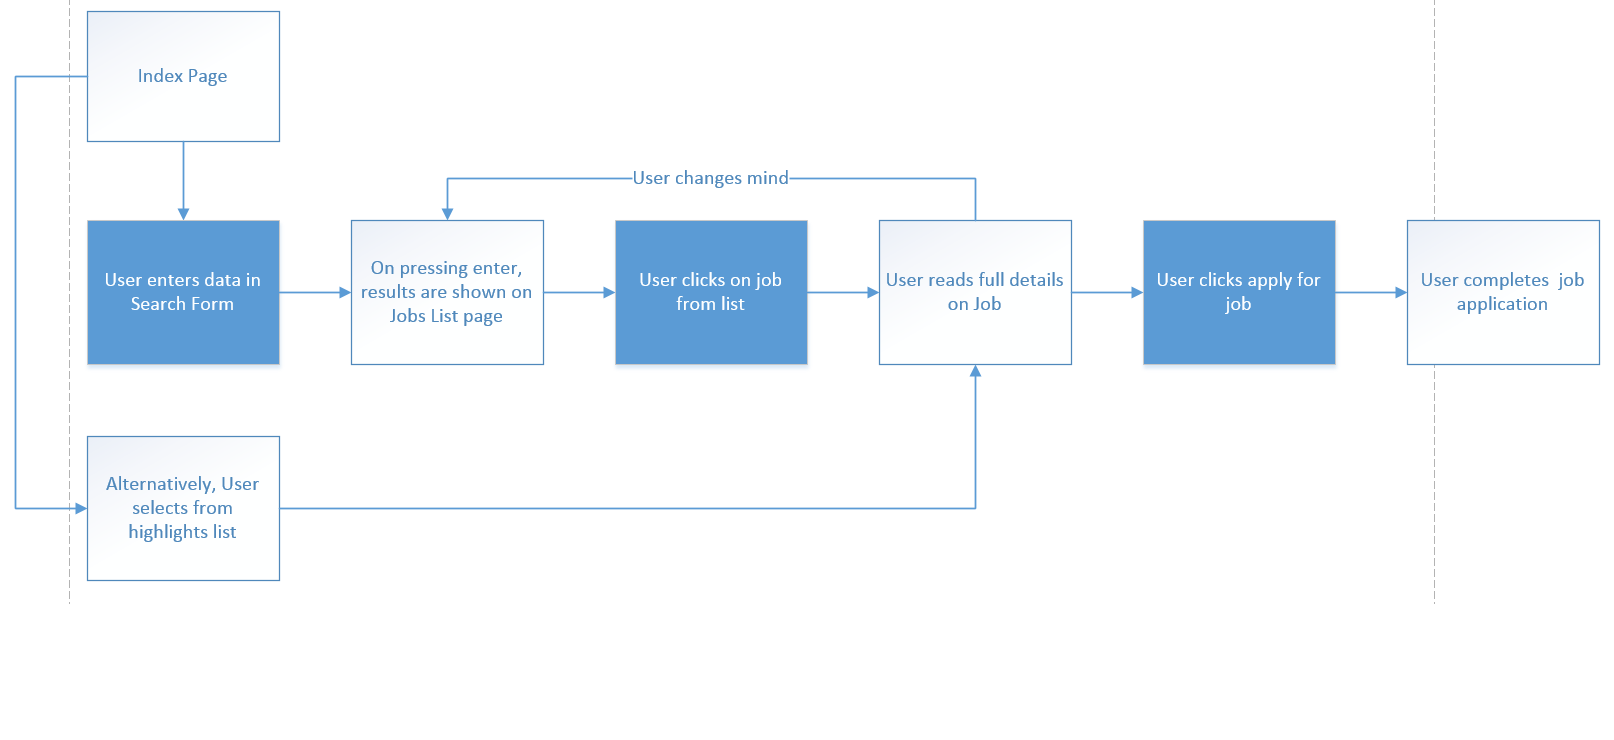 Index Page
User changes mind
User enters data in
Search Form
On pressing enter,
results are shown on
Jobs List page
User clicks on job
from list
User reads full details
on Job
User clicks apply for
job
User completes  job
application
Alternatively, User
selects from
highlights list